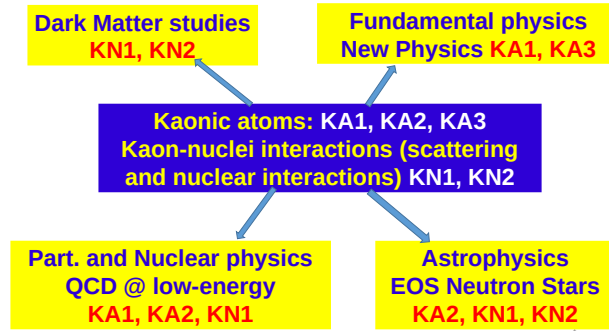 Dark Matter studies
KN1, KN2
Fundamental physics
New Physics KA1, KA3
Kaonic atoms: KA1, KA2, KA3
Kaon-nuclei interactions (scattering
and nuclear interactions) KN1, KN2
Part. and Nuclear physics
QCD @ low-energy
KA1, KA2, KN1
Astrophysics
EOS Neutron Stars
KA2, KN1, KN2